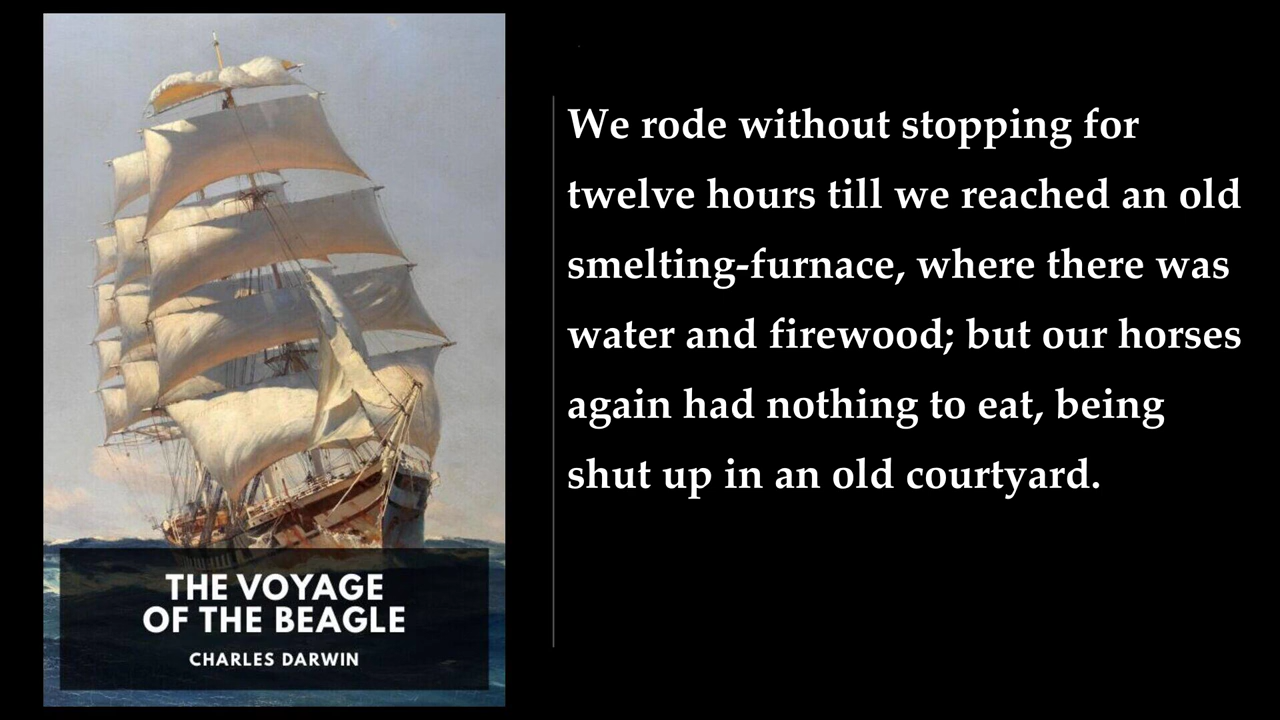 THE VOYAGE
OF THE BEAGLE
CHARLES DARWIN
We rode without stopping for
twelve hours till we reached an old
smelting-furnace, where there was
water and firewood; but our horses
again had nothing to eat, being
shut up in an old courtyard.